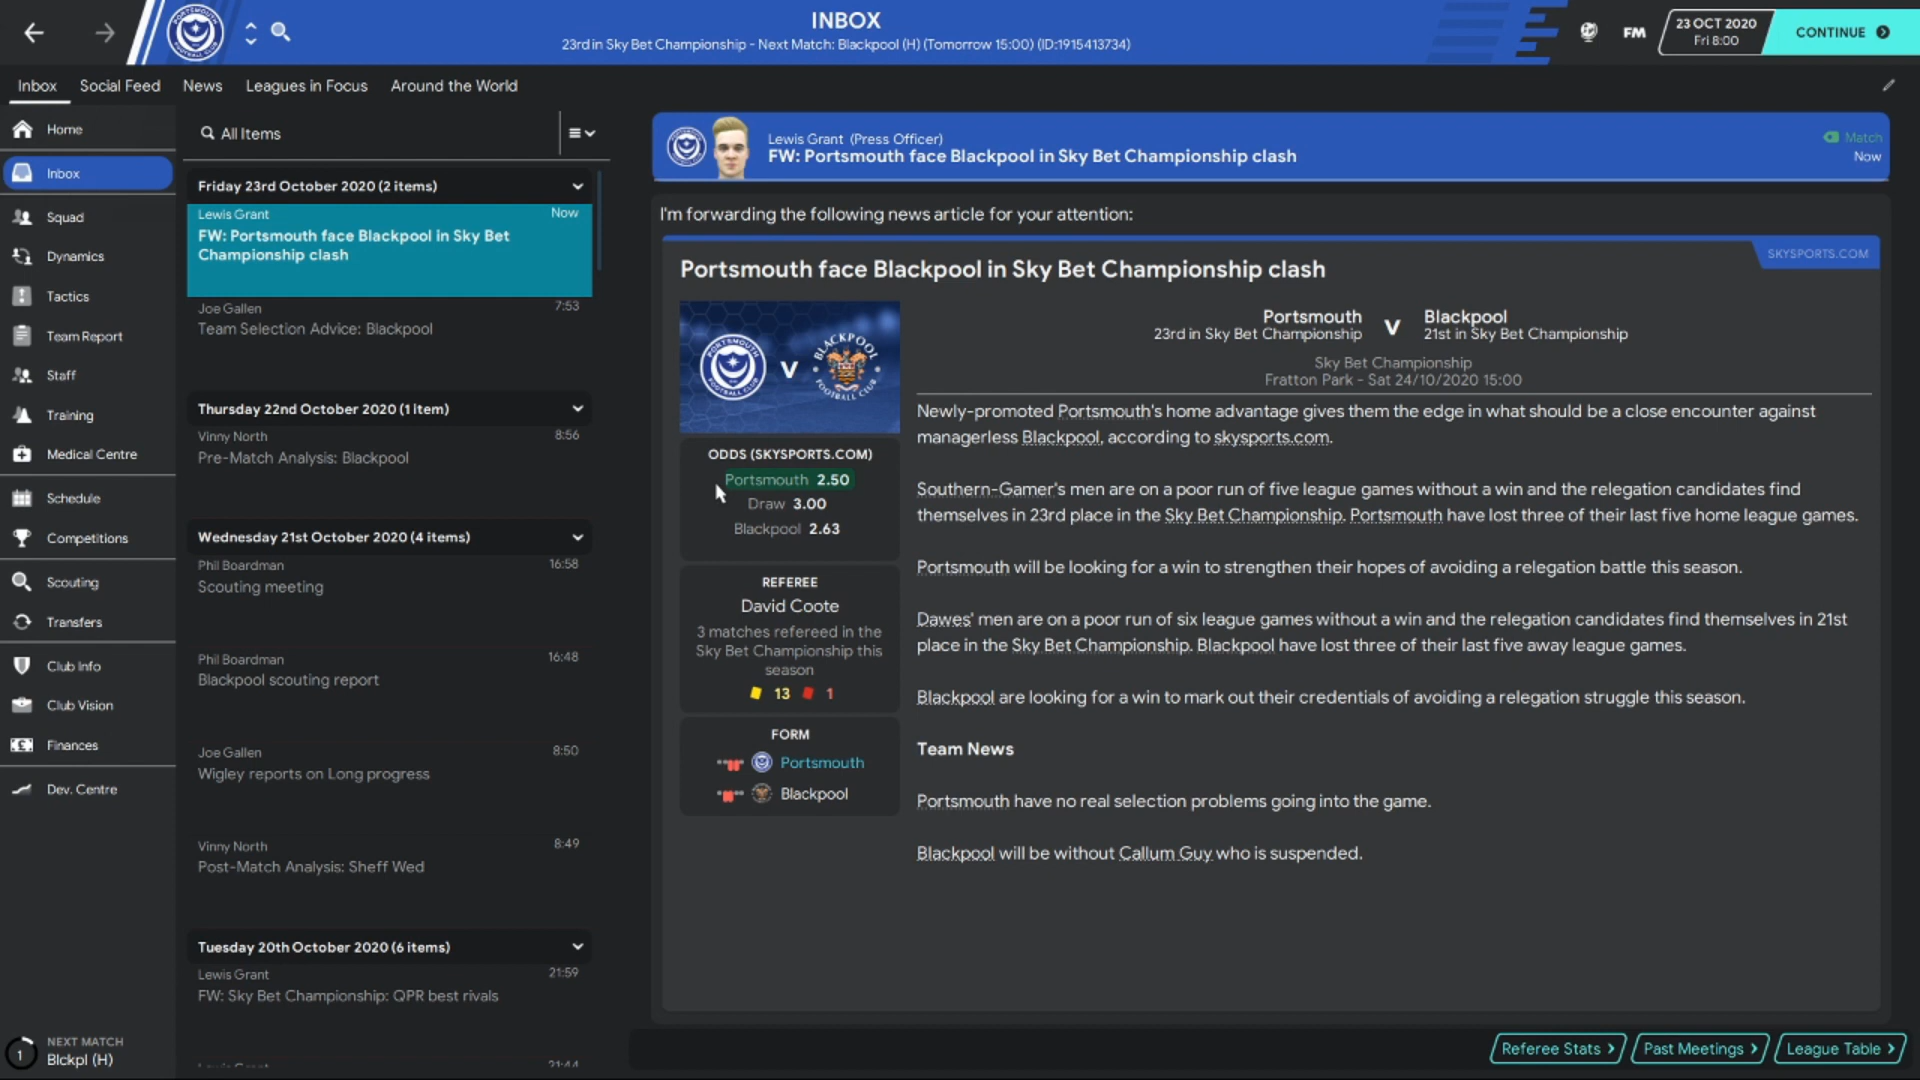 INBOX
23rd in Sky Bet Championship - Next Match: Blackpool (H) (Tomorrow 15:00) (ID:1915413734)
FM
23 OCT 2020
Fri 8:00
CONTINUE
Inbox
Social Feed
News
Leagues in Focus
Around the World
Home
Inbox
Squad
Dynamics
Tactics
Team Report
Staff
Training
Medical Centre
Schedule
Competitions
Scouting
Transfers
Club Info
Club Vision
Finances
Dev. Centre
1
NEXT MATCH
Blckpl (H)
All Items
Friday 23rd October 2020 (2 items)
Lewis Grant
Now
FW: Portsmouth face Blackpool in Sky Bet
Championship clash
Joe Gallen
7:53
Team Selection Advice: Blackpool
Thursday 22nd October 2020 (1 item)
Vinny North
8:56
Pre-Match Analysis: Blackpool
Wednesday 21st October 2020 (4 items)
Phil Boardman
16:58
Scouting meeting
Phil Boardman
16:48
Blackpool scouting report
Joe Gallen
8:50
Wigley reports on Long progress
Vinny North
8:49
Post-Match Analysis: Sheff Wed
Tuesday 20th October 2020 (6 items)
Lewis Grant
21:59
FW: Sky Bet Championship: QPR best rivals
Lewis Grant (Press Officer)
FW: Portsmouth face Blackpool in Sky Bet Championship clash
Match
Now
I'm forwarding the following news article for your attention:
SKYSPORTS.COM
Portsmouth face Blackpool in Sky Bet Championship clash
PORTSMOUTH
FOOTBALL CLUB
V
BLACKPOOL
FOOTBALL CLUB
Portsmouth
23rd in Sky Bet Championship
V
Blackpool
21st in Sky Bet Championship
Sky Bet Championship
Fratton Park - Sat 24/10/2020 15:00
ODDS (SKYSPORTS.COM)
Portsmouth 2.50
Draw 3.00
Blackpool 2.63
REFEREE
David Coote
3 matches refereed in the
Sky Bet Championship this
season
13
1
FORM
Portsmouth
Blackpool
Newly-promoted Portsmouth's home advantage gives them the edge in what should be a close encounter against
managerless Blackpool, according to skysports.com.
Southern-Gamer's men are on a poor run of five league games without a win and the relegation candidates find
themselves in 23rd place in the Sky Bet Championship. Portsmouth have lost three of their last five home league games.
Portsmouth will be looking for a win to strengthen their hopes of avoiding a relegation battle this season.
Dawes' men are on a poor run of six league games without a win and the relegation candidates find themselves in 21st
place in the Sky Bet Championship. Blackpool have lost three of their last five away league games.
Blackpool are looking for a win to mark out their credentials of avoiding a relegation struggle this season.
Team News
Portsmouth have no real selection problems going into the game.
Blackpool will be without Callum Guy who is suspended.
Referee Stats
Past Meetings
League Table